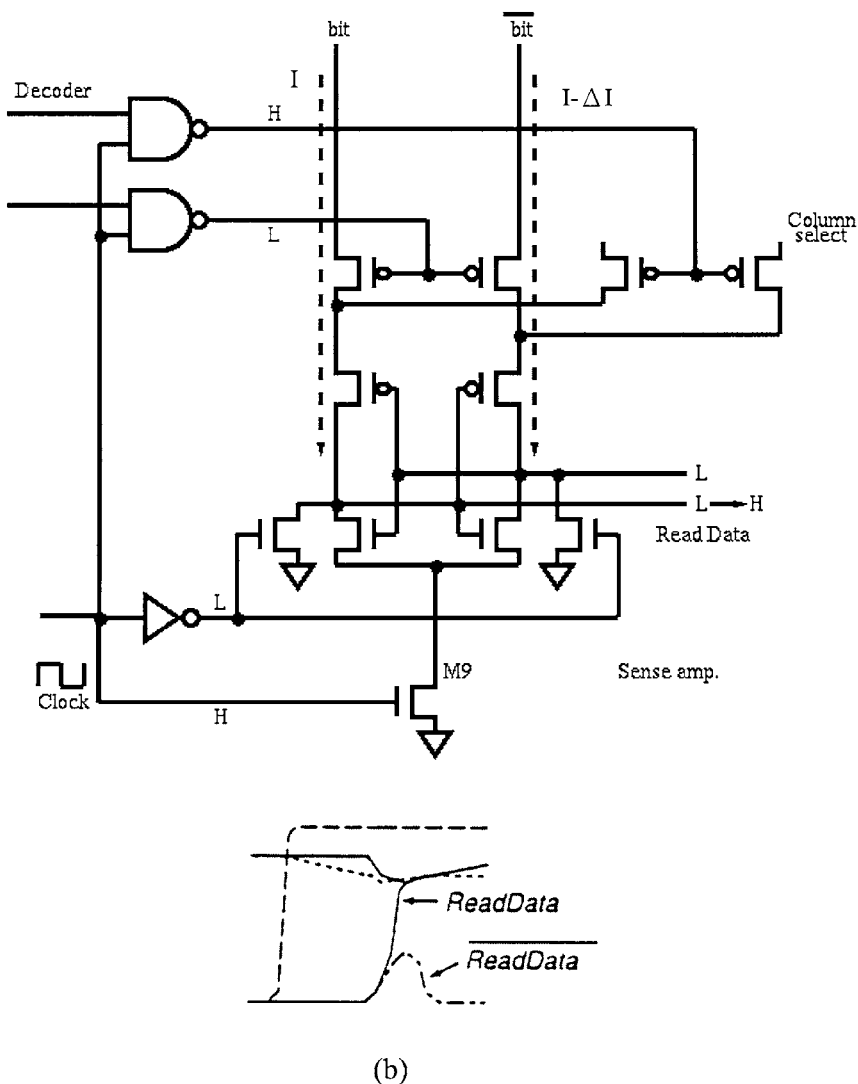 bit
bit
I
I-ΔI
Decoder
H
L
Column
select
L
L H
Read Data
L
M9
Sense amp.
Clock
H
ReadData
ReadData
(b)